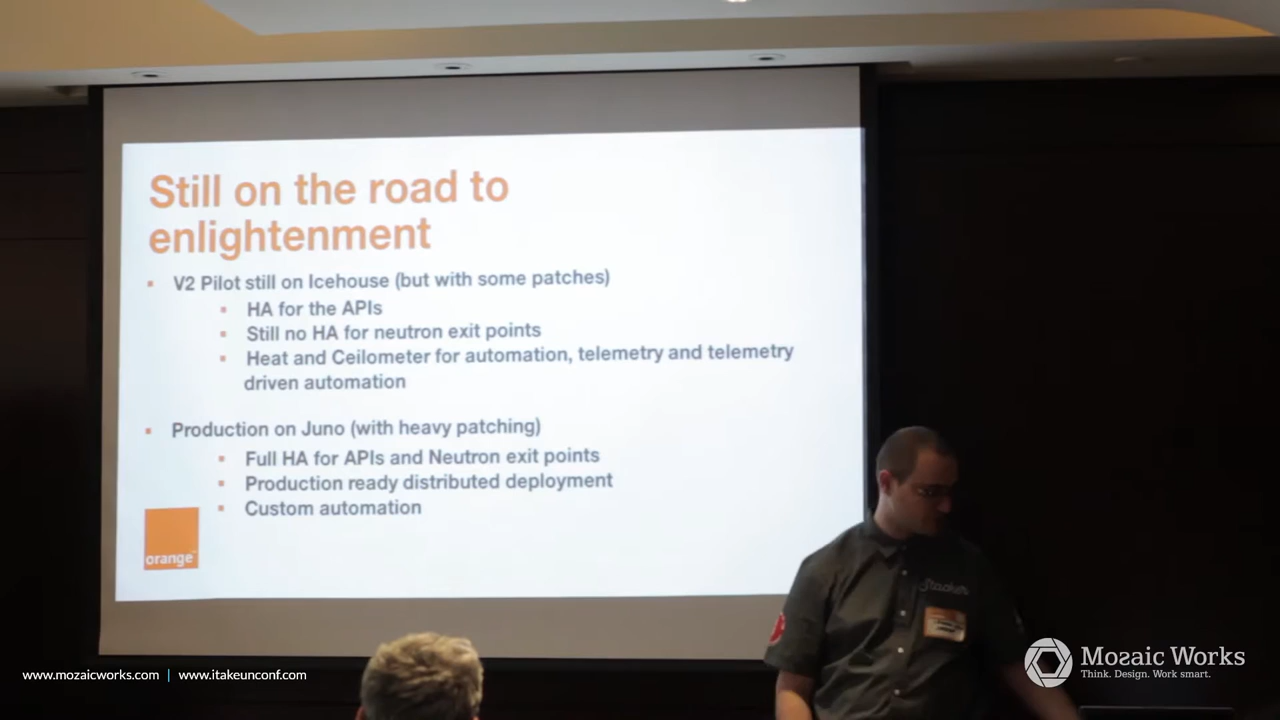 Still on the road to
enlightenment
▪ V2 Pilot still on Icehouse (but with some patches)
▪ HA for the APIs
▪ Still no HA for neutron exit points
▪ Heat and Ceilometer for automation, telemetry and telemetry
driven automation
▪ Production on Juno (with heavy patching)
▪ Full HA for APIs and Neutron exit points
▪ Production ready distributed deployment
▪ Custom automation
orange™
www.mozaicworks.com | www.itakeunconf.com
Mozaic Works
Think. Design. Work smart.